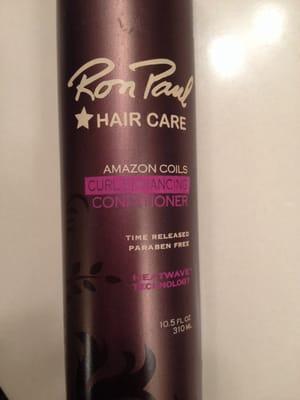 Ron Paul
★ HAIR CARE
AMAZON COILS
CURL ENHANCING
CONDITIONER
TIME RELEASED
PARABEN FREE
HEATWAVE
TECHNOLOGY
10.5 FL OZ
310 ML